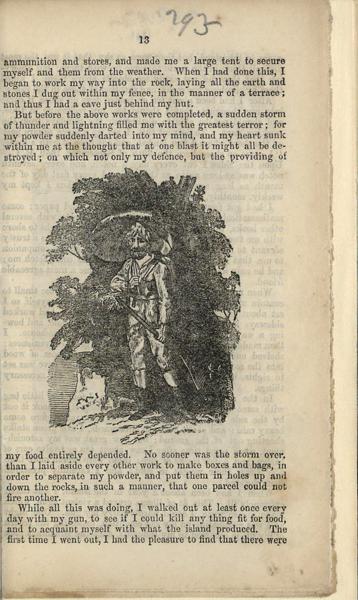 293
13
ammunition and stores, and made me a large tent to secure
myself and them from the weather. When I had done this, I
began to work my way into the rock, laying all the earth and
stones I dug out within my fence, in the manner of a terrace;
and thus I had a cave just behind my hut.
But before the above works were completed, a sudden storm
of thunder and lightning filled me with the greatest terror; for
my powder suddenly darted into my mind, and my heart sunk
within me at the thought that at one blast it might all be de-
stroyed; on which not only my defence, but the providing of
my food entirely depended. No sooner was the storm over,
than I laid aside every other work to make boxes and bags, in
order to separate my powder, and put them in holes up and
down the rocks, in such a manner, that one parcel could not
fire another.
While all this was doing, I walked out at least once every
day with my gun, to see if I could kill any thing fit for food,
and to acquaint myself with what the island produced. The
first time I went out, I had the pleasure to find that there were